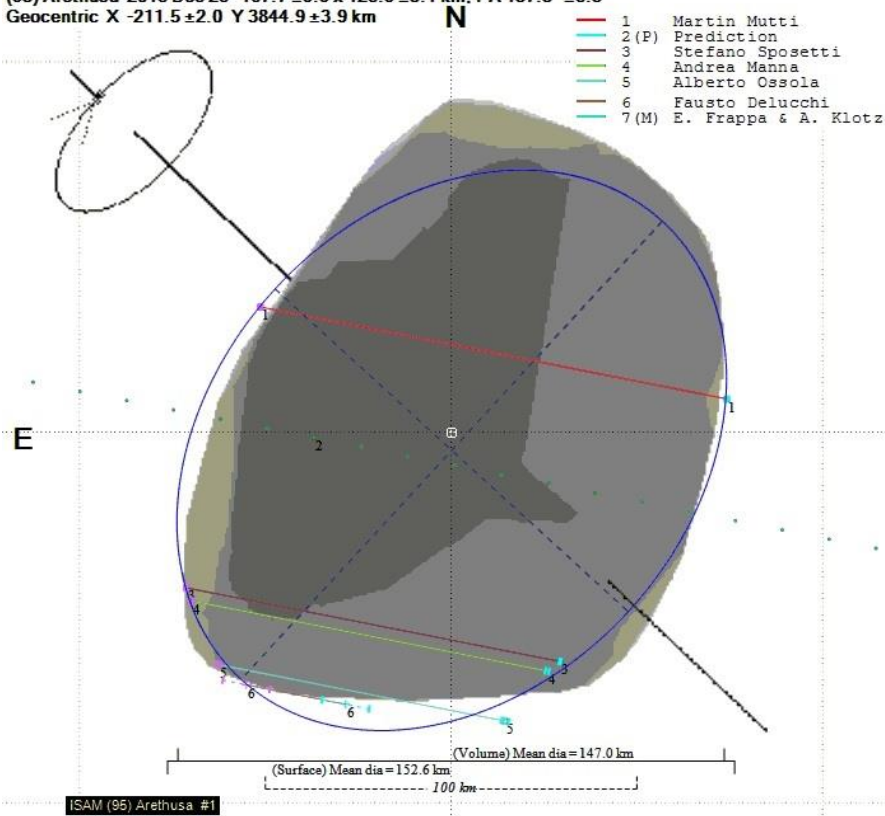 Geocentric X -211.5 ±2.0 Y 3844.9 ±3.9 km
N
1 Martin Mutti
2 (P) Prediction
3 Stefano Sposetti
4 Andrea Manna
5 Alberto Ossola
6 Fausto Delucchi
7 (M) E. Frappa & A. Klotz
1
1
E
2
3
4
5
6
3
4
6
5
(Volume) Mean dia = 147.0 km
(Surface) Mean dia = 152.6 km
100 km
ISAM (95) Arethusa #1